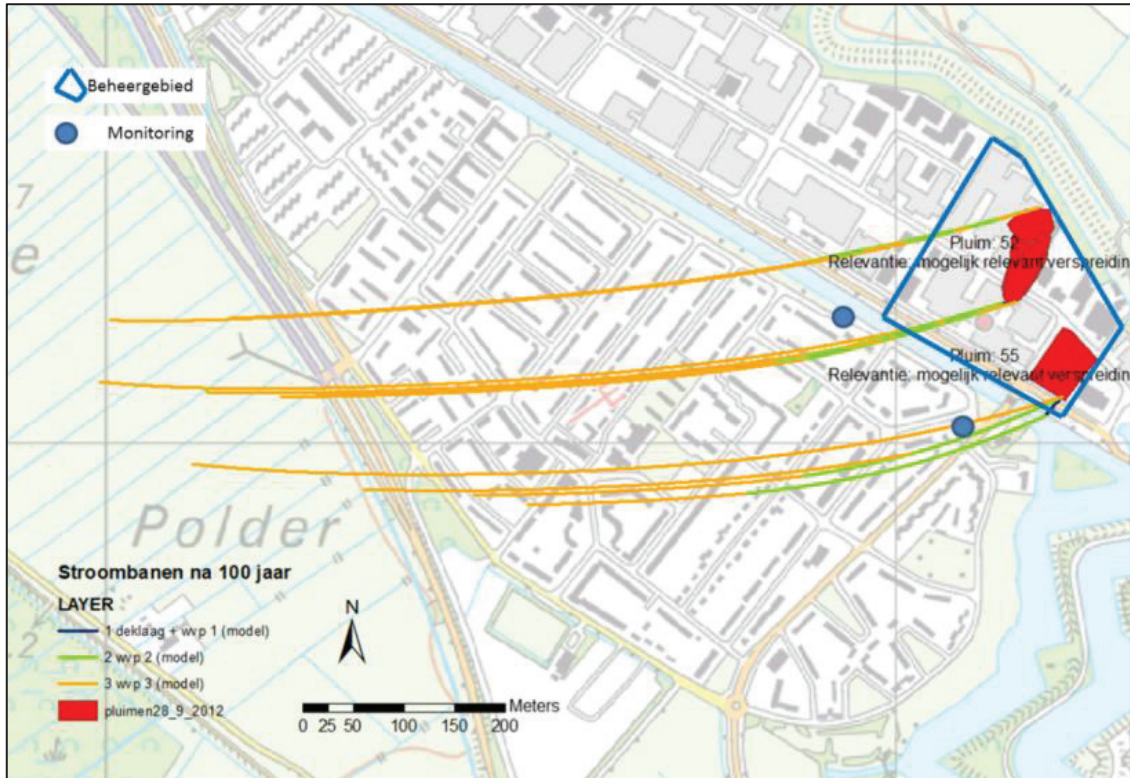 Beheergebied
Monitoring
7
e
Pluim: 52
Relevantie: mogelijk relevant verspreidin
Pluim: 55
Relevantie: mogelijk relevant verspreidin
Polder
2
Stroombanen na 100 jaar
LAYER
1 deklaag + wvp 1 (model)
2 wvp 2 (model)
3 wvp 3 (model)
pluimen28_9_2012
N
Meters
0 25 50 100 150 200